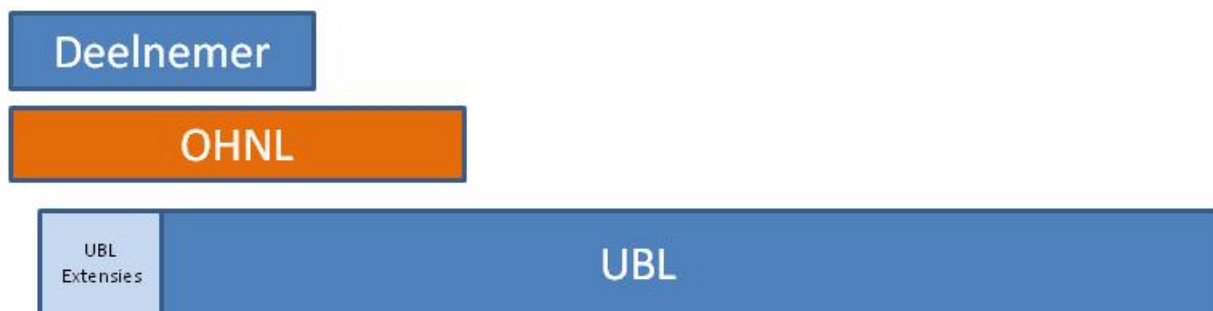 Deelnemer
OHNL
UBL
Extensies
UBL